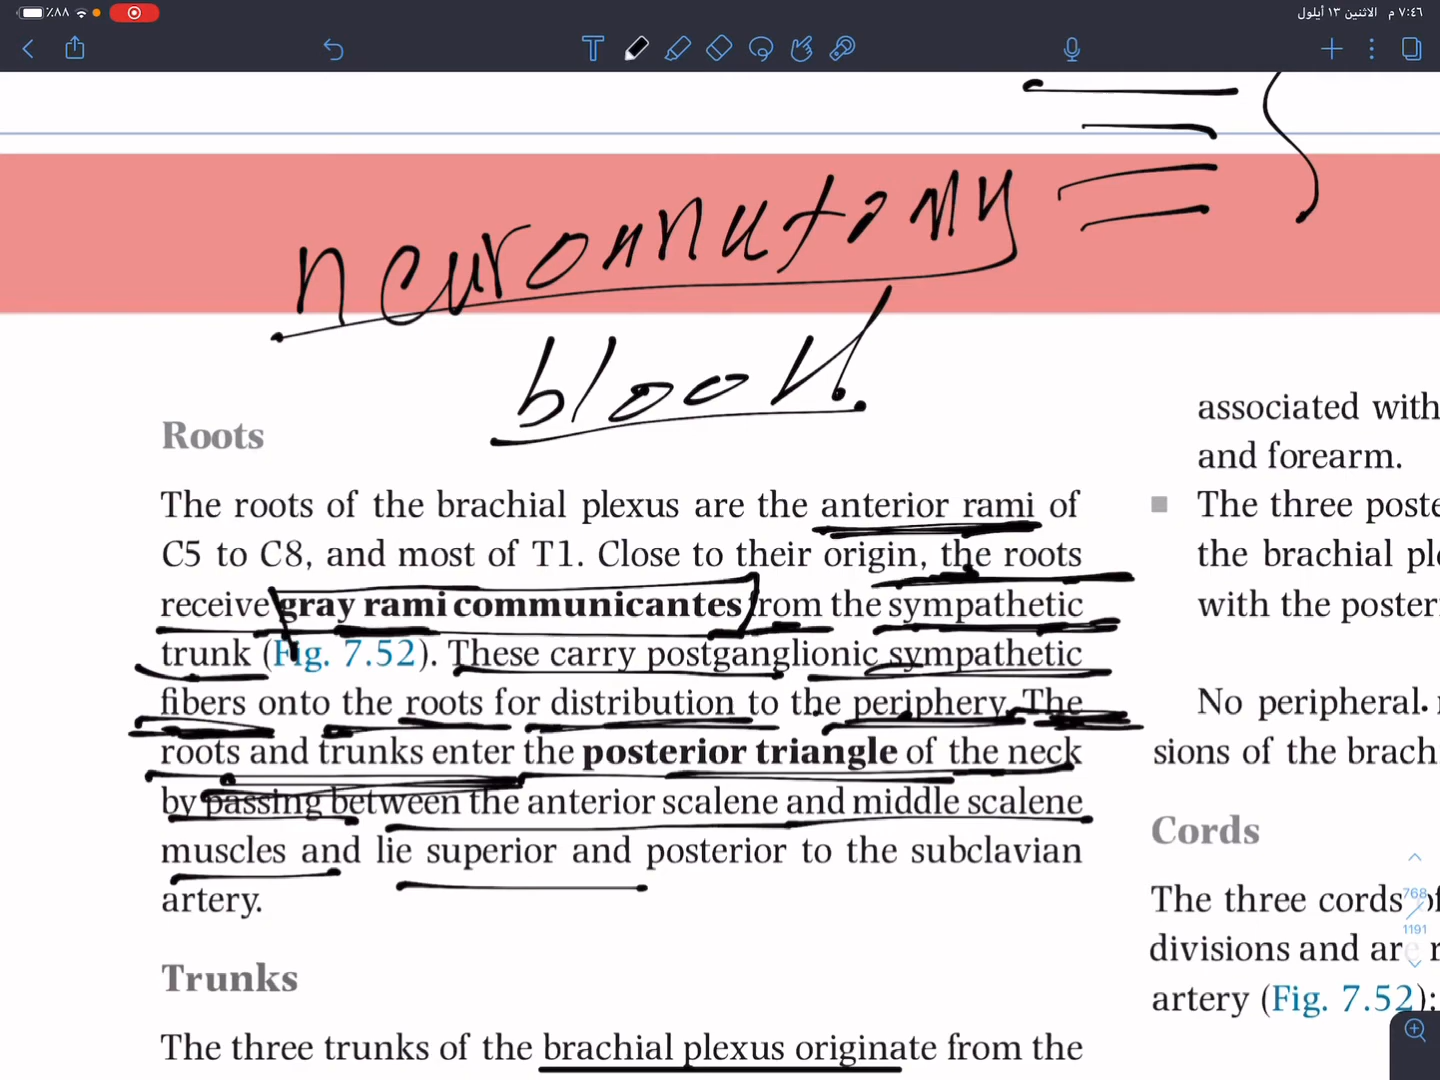 ٪٨٨
٧:٤٦ م الاثنين ١٣ أيلول
neuronnutomy
blook.
Roots
The roots of the brachial plexus are the anterior rami of
C5 to C8, and most of T1. Close to their origin, the roots
receive gray rami communicantes from the sympathetic
trunk (Fig. 7.52). These carry postganglionic sympathetic
fibers onto the roots for distribution to the periphery. The
roots and trunks enter the posterior triangle of the neck
by passing between the anterior scalene and middle scalene
muscles and lie superior and posterior to the subclavian
artery.
Trunks
The three trunks of the brachial plexus originate from the
associated with
and forearm.
The three poste
the brachial pl
with the poster
No peripheral
sions of the brach
Cords
The three cords of
divisions and are r
artery (Fig. 7.52):
768
1191